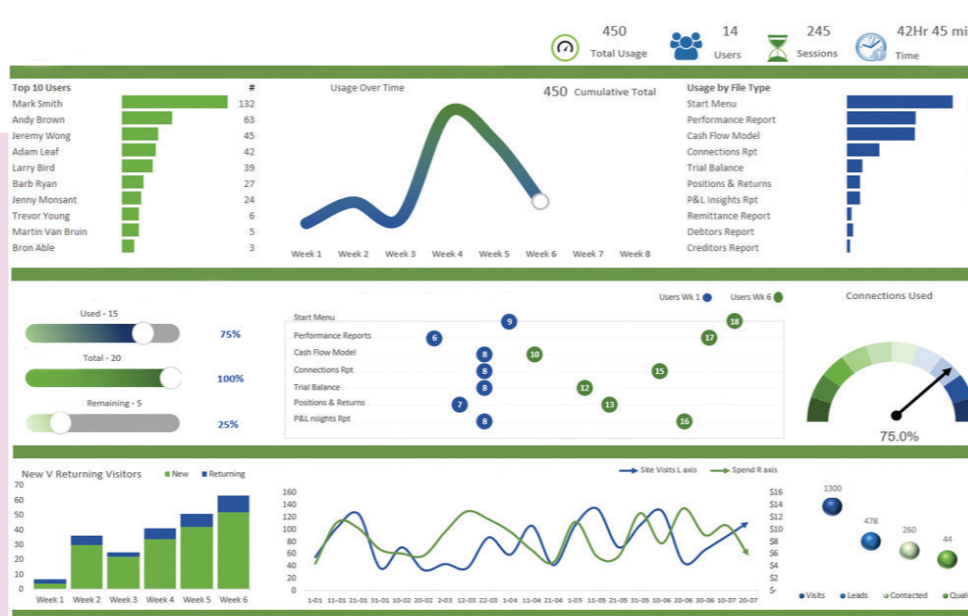 450
Total Usage
14
Users
245
Sessions
42Hr 45 mi
Time
Top 10 Users #
Mark Smith 132
Andy Brown 63
Jeremy Wong 45
Adam Leaf 42
Larry Bird 39
Barb Ryan 27
Jenny Monsant 24
Trevor Young 6
Martin Van Bruin 5
Bron Able 3
Usage Over Time
450 Cumulative Total
Week 1 Week 2 Week 3 Week 4 Week 5 Week 6 Week 7 Week 8
Usage by File Type
Start Menu
Performance Report
Cash Flow Model
Connections Rpt
Trial Balance
Positions & Returns
P&L Insights Rpt
Remittance Report
Debtors Report
Creditors Report
Used - 15
75%
Total - 20
100%
Remaining - 5
25%
Users Wk 1 Users Wk 6
Start Menu 9 18
Performance Reports 6 17
Cash Flow Model 8 10
Connections Rpt 8 15
Trial Balance 8 12
Positions & Returns 7 13
P&L nsights Rpt 8 16
Connections Used
75.0%
New V Returning Visitors
New Returning
70
60
50
40
30
20
10
0
Week 1 Week 2 Week 3 Week 4 Week 5 Week 6
Site Visits L axis Spend R axis
160 $16
140 $14
120 $12
100 $10
80 $8
60 $6
40 $4
20 $2
0 $-
1-01 11-01 21-01 31-01 10-02 20-02 2-03 12-03 22-03 1-04 11-04 21-04 1-05 11-05 21-05 31-05 10-06 20-06 30-06 10-07 20-07
1300
478
260
44
Visits Leads Contacted Quali